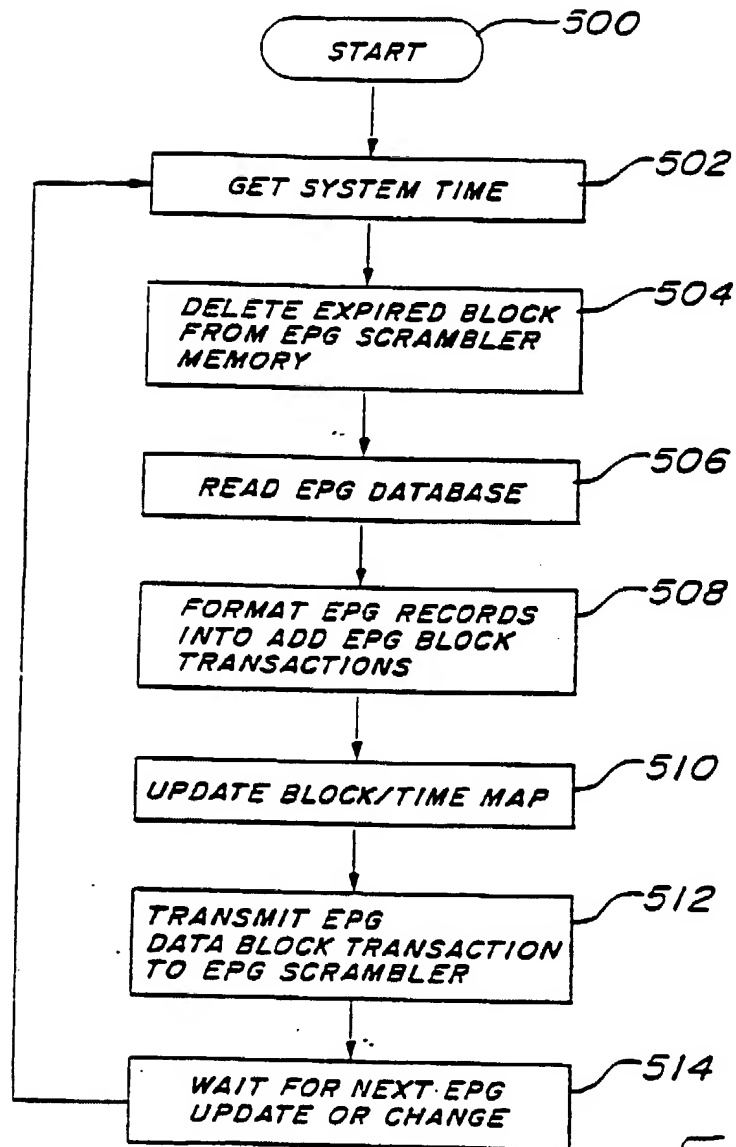 500
START
502
GET SYSTEM TIME
504
DELETE EXPIRED BLOCK
FROM EPG SCRAMBLER
MEMORY
506
READ EPG DATABASE
508
FORMAT EPG RECORDS
INTO ADD EPG BLOCK
TRANSACTIONS
510
UPDATE BLOCK/TIME MAP
512
TRANSMIT EPG
DATA BLOCK TRANSACTION
TO EPG SCRAMBLER
514
WAIT FOR NEXT EPG
UPDATE OR CHANGE